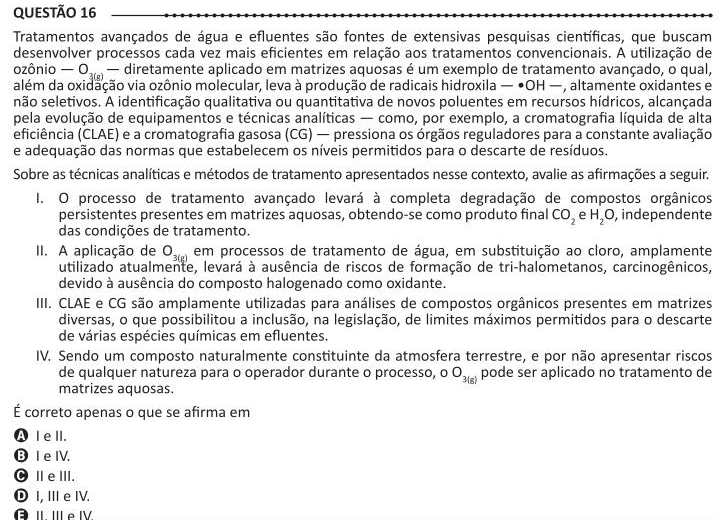 QUESTÃO 16
Tratamentos avançados de água e efluentes são fontes de extensivas pesquisas científicas, que buscam
desenvolver processos cada vez mais eficientes em relação aos tratamentos convencionais. A utilização de
ozônio — O3(g) — diretamente aplicado em matrizes aquosas é um exemplo de tratamento avançado, o qual,
além da oxidação via ozônio molecular, leva à produção de radicais hidroxila — •OH —, altamente oxidantes e
não seletivos. A identificação qualitativa ou quantitativa de novos poluentes em recursos hídricos, alcançada
pela evolução de equipamentos e técnicas analíticas — como, por exemplo, a cromatografia líquida de alta
eficiência (CLAE) e a cromatografia gasosa (CG) — pressiona os órgãos reguladores para a constante avaliação
e adequação das normas que estabelecem os níveis permitidos para o descarte de resíduos.
Sobre as técnicas analíticas e métodos de tratamento apresentados nesse contexto, avalie as afirmações a seguir.
I. O processo de tratamento avançado levará à completa degradação de compostos orgânicos
persistentes presentes em matrizes aquosas, obtendo-se como produto final CO2 e H2O, independente
das condições de tratamento.
II. A aplicação de O3(g) em processos de tratamento de água, em substituição ao cloro, amplamente
utilizado atualmente, levará à ausência de riscos de formação de tri-halometanos, carcinogênicos,
devido à ausência do composto halogenado como oxidante.
III. CLAE e CG são amplamente utilizadas para análises de compostos orgânicos presentes em matrizes
diversas, o que possibilitou a inclusão, na legislação, de limites máximos permitidos para o descarte
de várias espécies químicas em efluentes.
IV. Sendo um composto naturalmente constituinte da atmosfera terrestre, e por não apresentar riscos
de qualquer natureza para o operador durante o processo, o O3(g) pode ser aplicado no tratamento de
matrizes aquosas.
É correto apenas o que se afirma em
A I e II.
B I e IV.
C II e III.
D I, III e IV.
E II, III e IV.